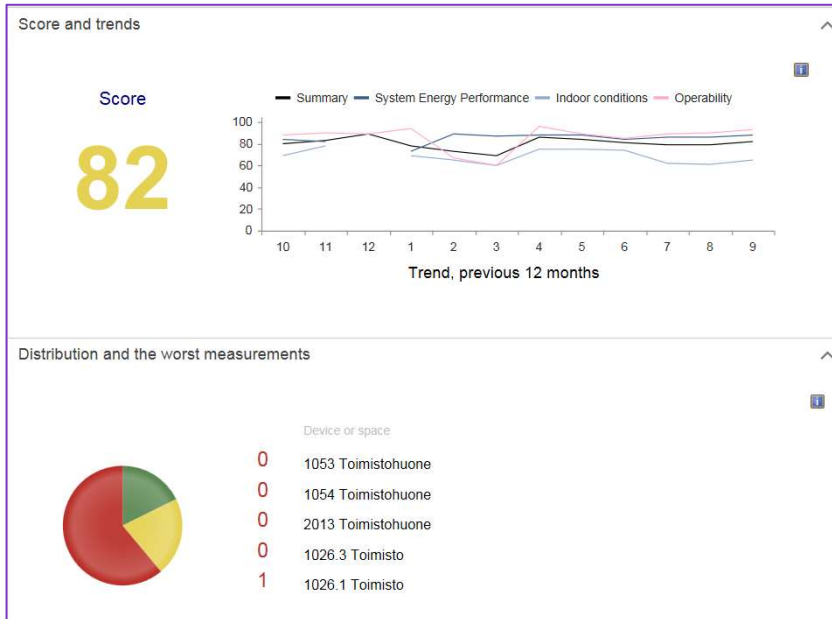 Score and trends
Score
82
Summary System Energy Performance Indoor conditions Operability
100
80
60
40
20
0
10 11 12 1 2 3 4 5 6 7 8 9
Trend, previous 12 months
Distribution and the worst measurements
Device or space
0 1053 Toimistohuone
0 1054 Toimistohuone
0 2013 Toimistohuone
0 1026.3 Toimisto
1 1026.1 Toimisto